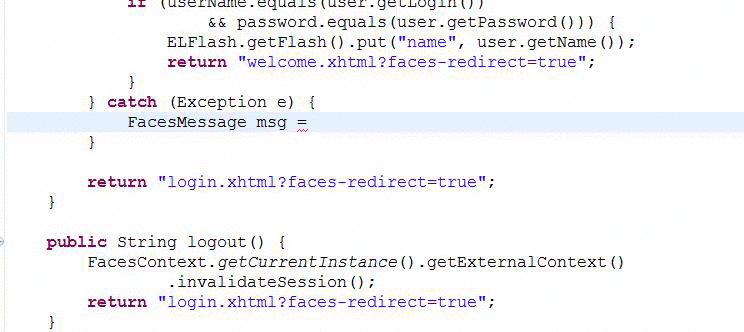 if (userName.equals(user.getLogin())
&& password.equals(user.getPassword())) {
ELFlash.getFlash().put("name", user.getName());
return "welcome.xhtml?faces-redirect=true";
}
} catch (Exception e) {
FacesMessage msg =
}
return "login.xhtml?faces-redirect=true";
}
public String logout() {
FacesContext.getCurrentInstance().getExternalContext()
.invalidateSession();
return "login.xhtml?faces-redirect=true";
}